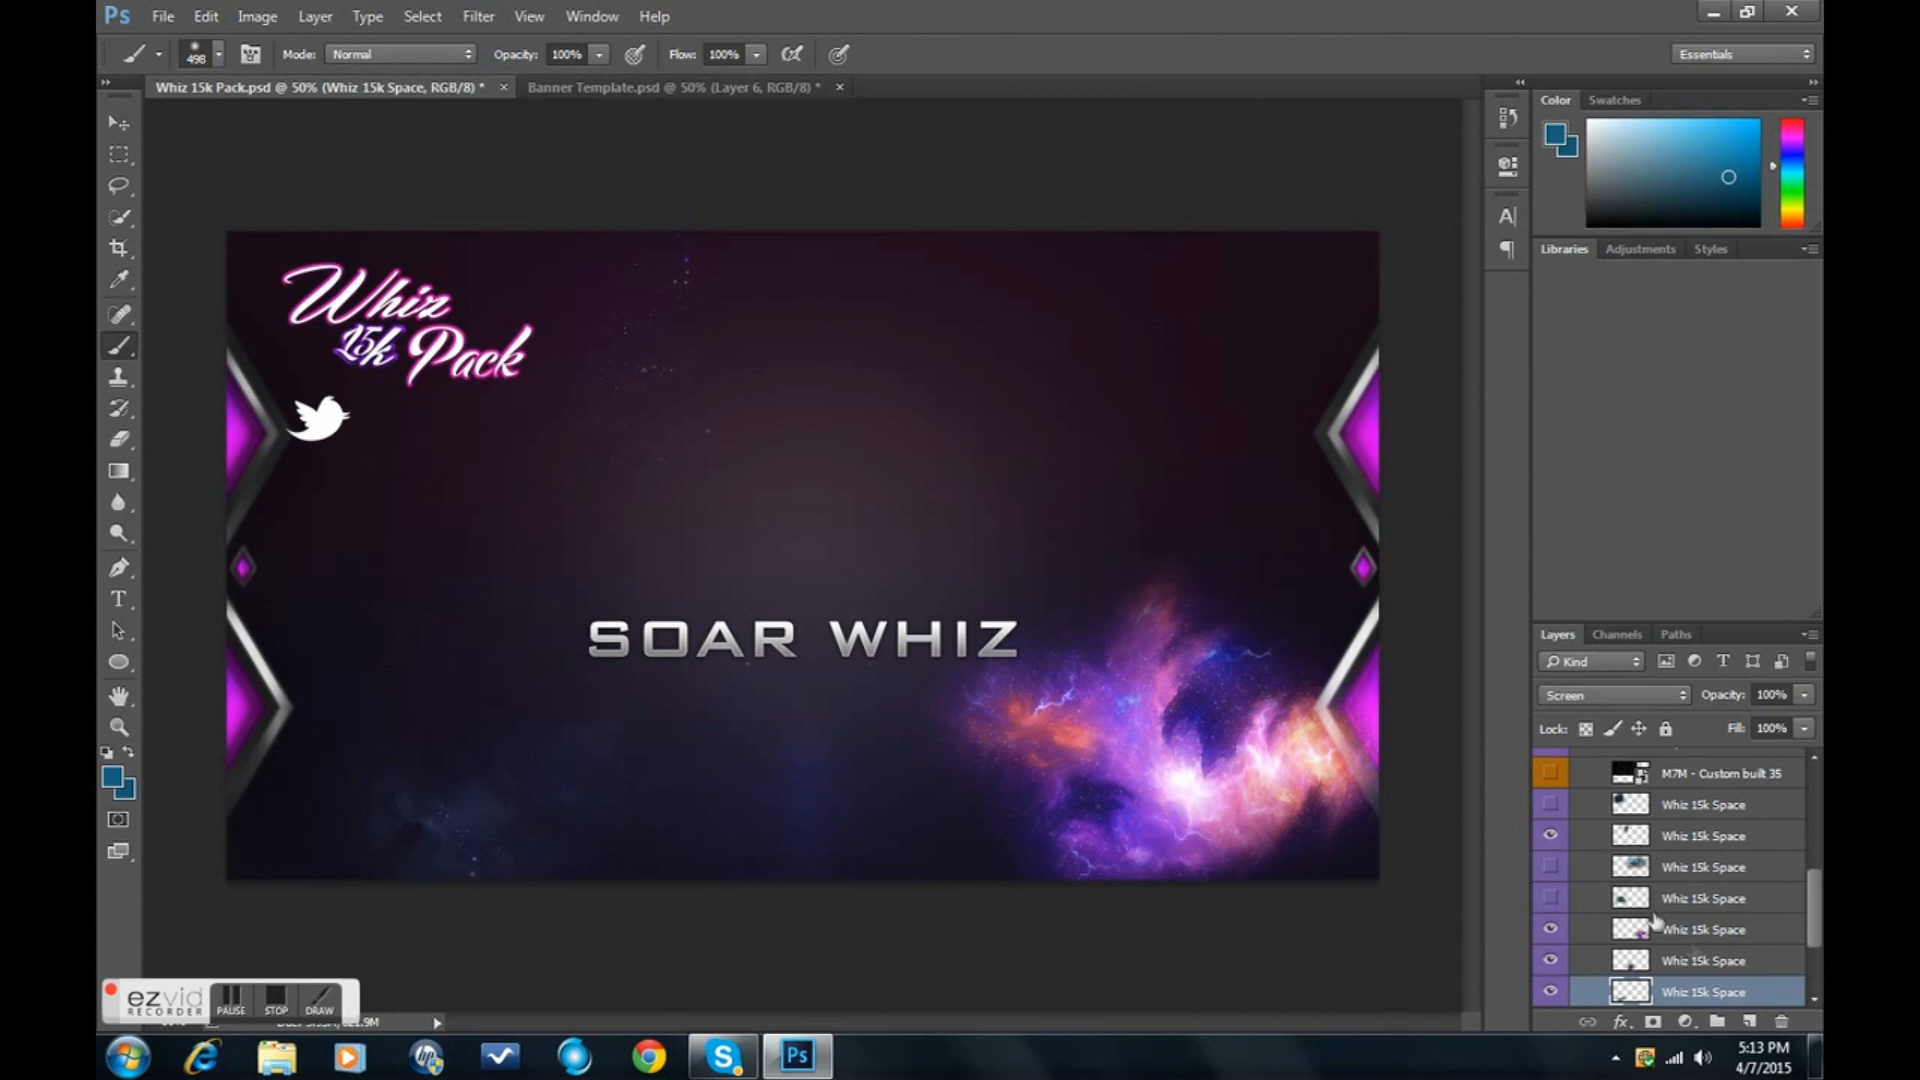 Ps File Edit Image Layer Type Select Filter View Window Help
498 Mode: Normal Opacity: 100% Flow: 100% Essentials
Whiz 15k Pack.psd @ 50% (Whiz 15k Space, RGB/8) * × Banner Template.psd @ 50% (Layer 6, RGB/8) * ×
Color Swatches
Libraries Adjustments Styles
Whiz
15k Pack
SOAR WHIZ
Layers Channels Paths
Kind
Screen Opacity: 100%
Lock: Fill: 100%
M7M - Custom built 35
Whiz 15k Space
Whiz 15k Space
Whiz 15k Space
Whiz 15k Space
Whiz 15k Space
Whiz 15k Space
Whiz 15k Space
ezvid
RECORDER
PAUSE STOP DRAW
5:13 PM
4/7/2015